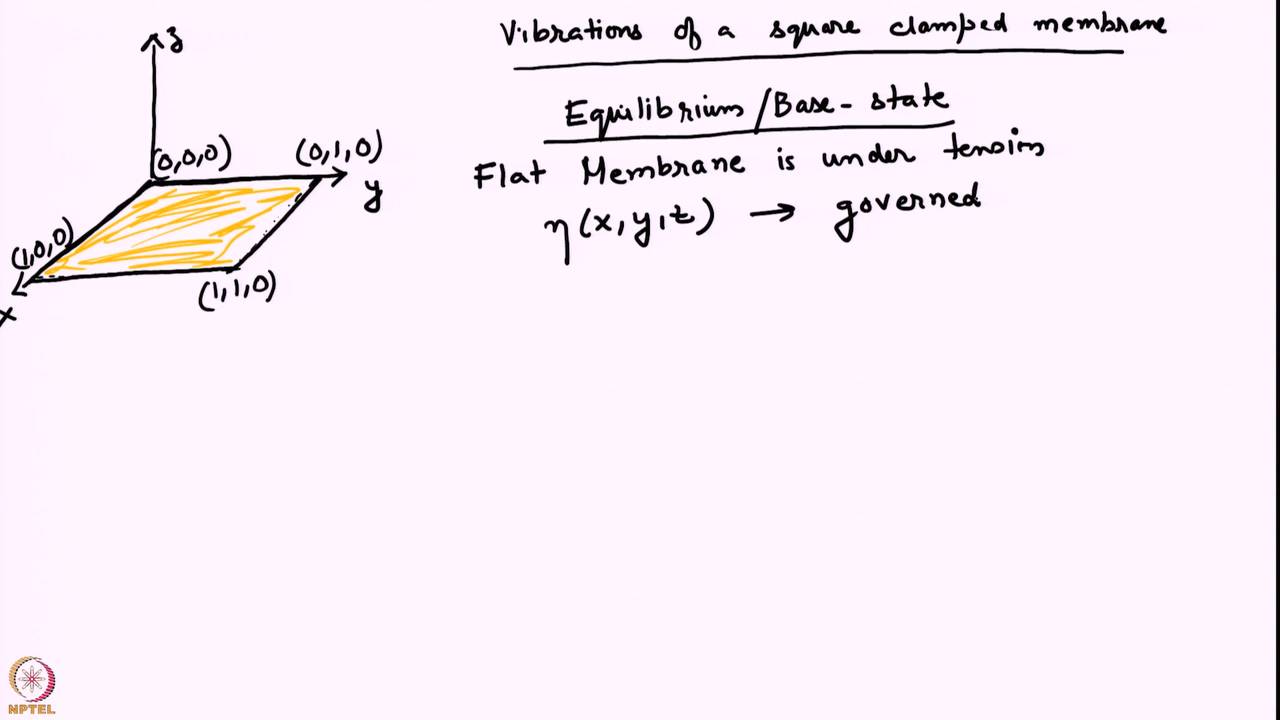 Vibrations of a square clamped membrane
Equilibrium/Base-state
Flat Membrane is under tension
η(x,y,t) → governed
z
(0,0,0)
(0,1,0)
y
(1,0,0)
(1,1,0)
x
NPTEL